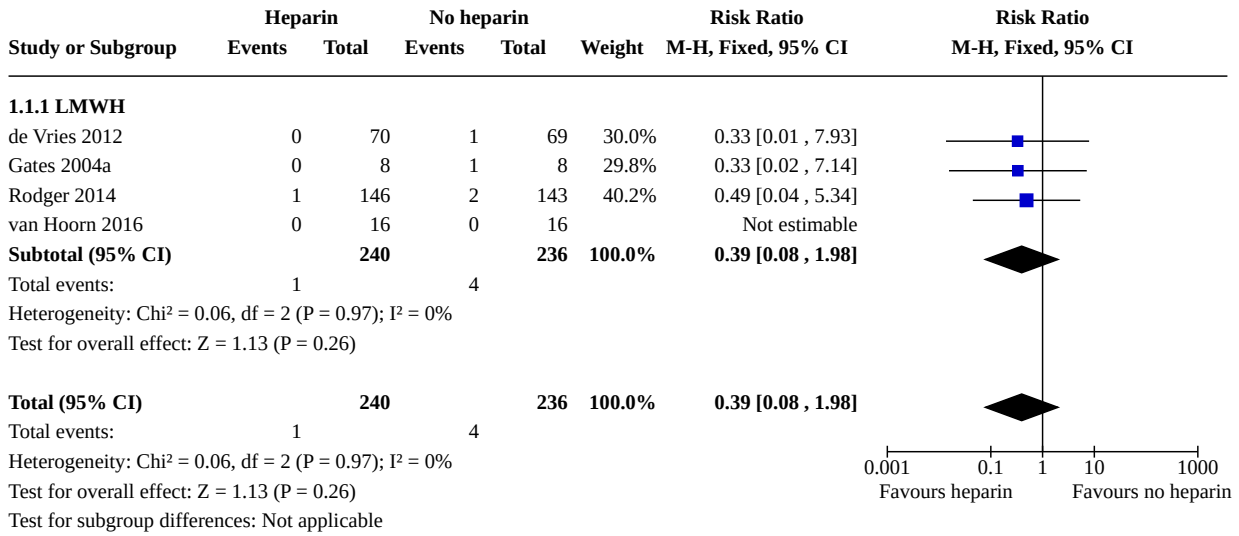 Heparin No heparin Risk Ratio Risk Ratio
Study or Subgroup Events Total Events Total Weight M-H, Fixed, 95% CI M-H, Fixed, 95% CI
1.1.1 LMWH
de Vries 2012 0 70 1 69 30.0% 0.33 [0.01 , 7.93]
Gates 2004a 0 8 1 8 29.8% 0.33 [0.02 , 7.14]
Rodger 2014 1 146 2 143 40.2% 0.49 [0.04 , 5.34]
van Hoorn 2016 0 16 0 16 Not estimable
Subtotal (95% CI) 240 236 100.0% 0.39 [0.08 , 1.98]
Total events: 1 4
Heterogeneity: Chi² = 0.06, df = 2 (P = 0.97); I² = 0%
Test for overall effect: Z = 1.13 (P = 0.26)
Total (95% CI) 240 236 100.0% 0.39 [0.08 , 1.98]
Total events: 1 4
Heterogeneity: Chi² = 0.06, df = 2 (P = 0.97); I² = 0% 0.001 0.1 1 10 1000
Test for overall effect: Z = 1.13 (P = 0.26) Favours heparin Favours no heparin
Test for subgroup differences: Not applicable